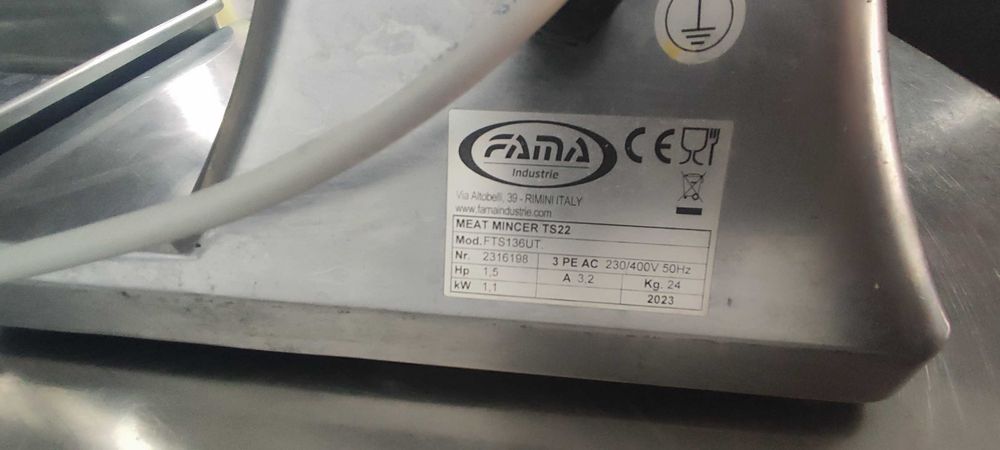 FAMA
Industrie
CE
Via Altobelli, 39 - RIMINI ITALY
www.famaindustrie.com
MEAT MINCER TS22
Mod. FTS136UT.
Nr. 2316198 3 PE AC 230/400V 50Hz
Hp 1,5 A 3,2 Kg. 24
kW 1,1 2023